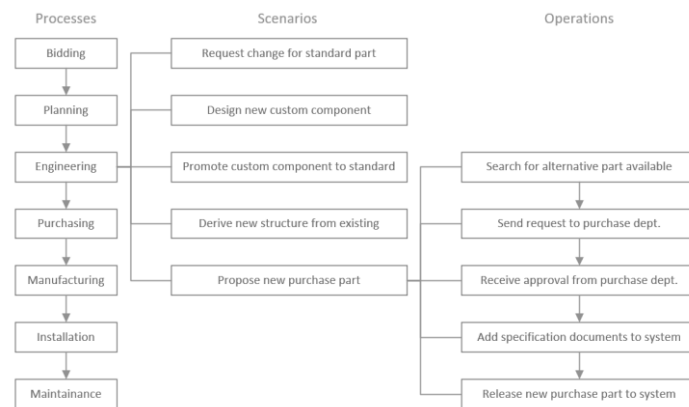 Processes
Scenarios
Operations
Bidding
Request change for standard part
Planning
Design new custom component
Engineering
Promote custom component to standard
Search for alternative part available
Purchasing
Derive new structure from existing
Send request to purchase dept.
Manufacturing
Propose new purchase part
Receive approval from purchase dept.
Installation
Add specification documents to system
Maintainance
Release new purchase part to system